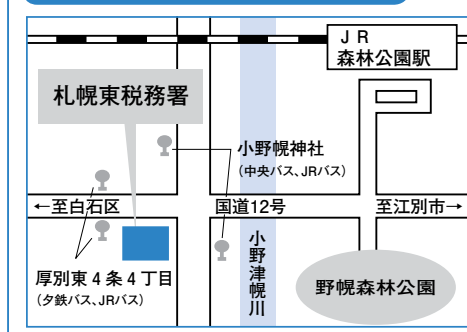 JR
森林公園駅
札幌東税務署
小野幌神社
(中央バス、JRバス)
←至白石区
国道12号
至江別市→
小野津幌川
厚別東4条4丁目
(夕鉄バス、JRバス)
野幌森林公園